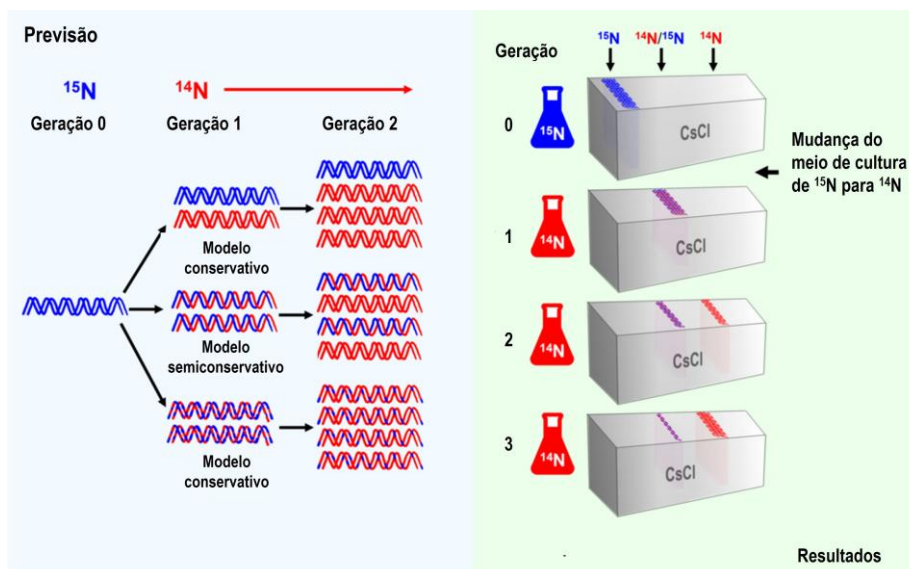 Previsão
¹⁵N
¹⁴N
Geração 0
Geração 1
Geração 2
Modelo
conservativo
Modelo
semiconservativo
Modelo
conservativo
Geração
¹⁵N
¹⁴N/¹⁵N
¹⁴N
0
¹⁵N
CsCl
Mudança do
meio de cultura
de ¹⁵N para ¹⁴N
1
¹⁴N
CsCl
2
¹⁴N
CsCl
3
¹⁴N
CsCl
Resultados